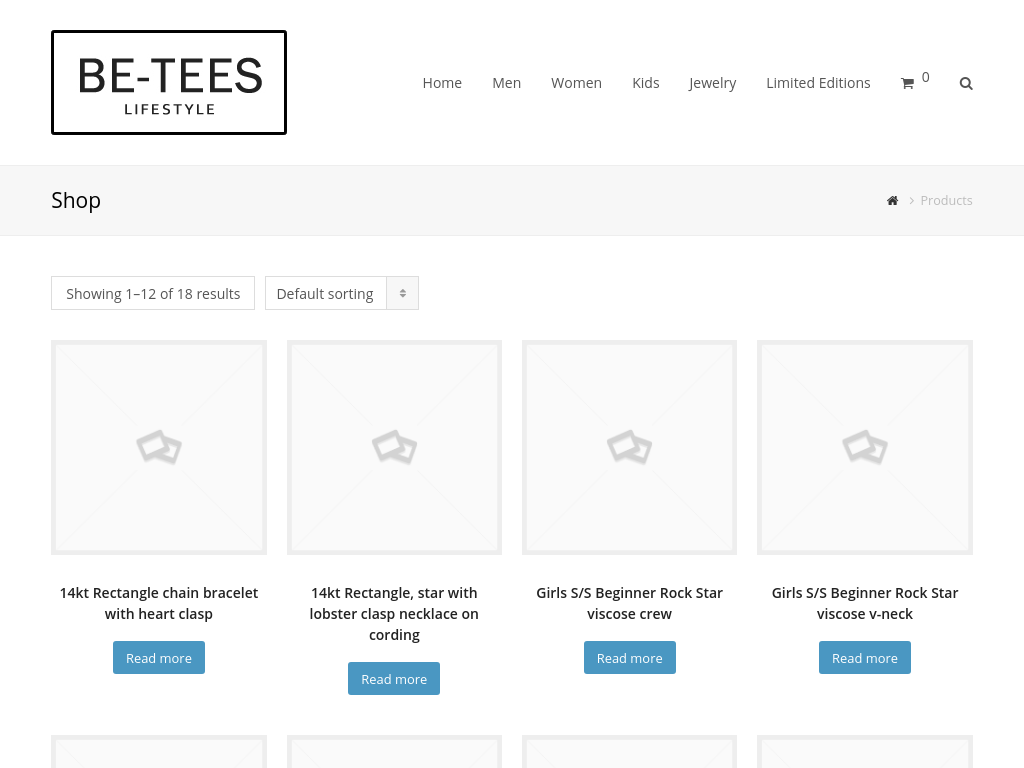 BE-TEES
LIFESTYLE
Home Men Women Kids Jewelry Limited Editions 0
Shop
Products
Showing 1–12 of 18 results
Default sorting
14kt Rectangle chain bracelet
with heart clasp
Read more
14kt Rectangle, star with
lobster clasp necklace on
cording
Read more
Girls S/S Beginner Rock Star
viscose crew
Read more
Girls S/S Beginner Rock Star
viscose v-neck
Read more